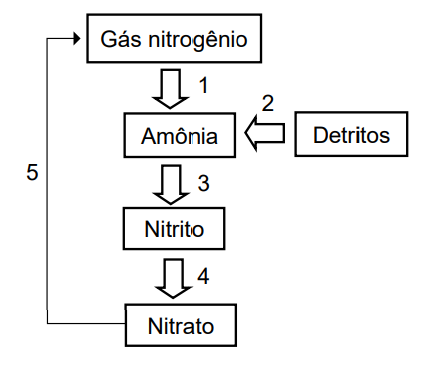 Gás nitrogênio
1
2
Amônia
Detritos
5
3
Nitrito
4
Nitrato